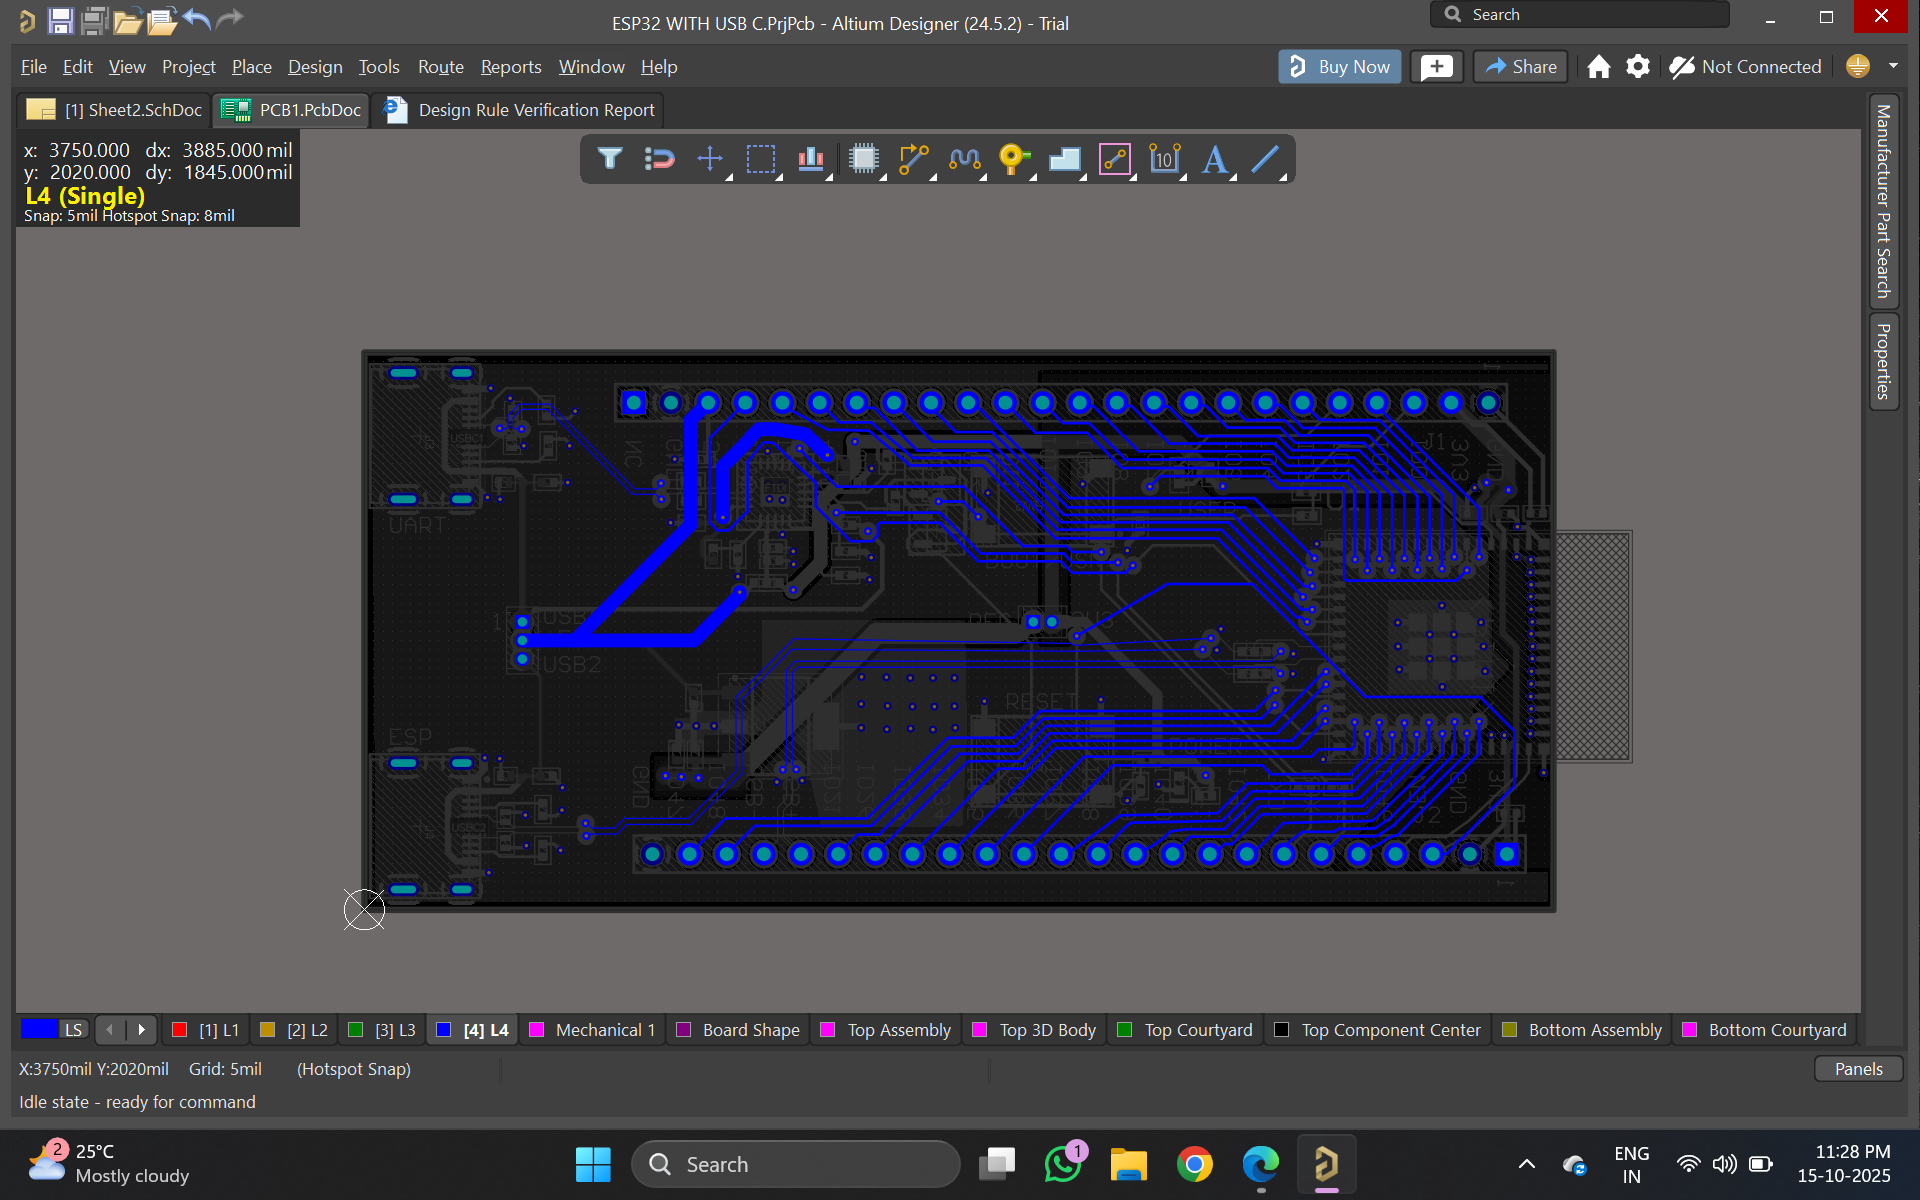 ESP32 WITH USB C.PrjPcb - Altium Designer (24.5.2) - Trial
Search
File Edit View Project Place Design Tools Route Reports Window Help
Buy Now
Share
Not Connected
[1] Sheet2.SchDoc
PCB1.PcbDoc
Design Rule Verification Report
x: 3750.000 dx: 3885.000 mil
y: 2020.000 dy: 1845.000 mil
L4 (Single)
Snap: 5mil Hotspot Snap: 8mil
Manufacturer Part Search
Properties
UART
USB
USB2
ESP
RESET
GND
J1
3V3
NC
LS
[1] L1
[2] L2
[3] L3
[4] L4
Mechanical 1
Board Shape
Top Assembly
Top 3D Body
Top Courtyard
Top Component Center
Bottom Assembly
Bottom Courtyard
X:3750mil Y:2020mil Grid: 5mil (Hotspot Snap)
Panels
Idle state - ready for command
2
25°C
Mostly cloudy
Search
1
ENG
IN
11:28 PM
15-10-2025